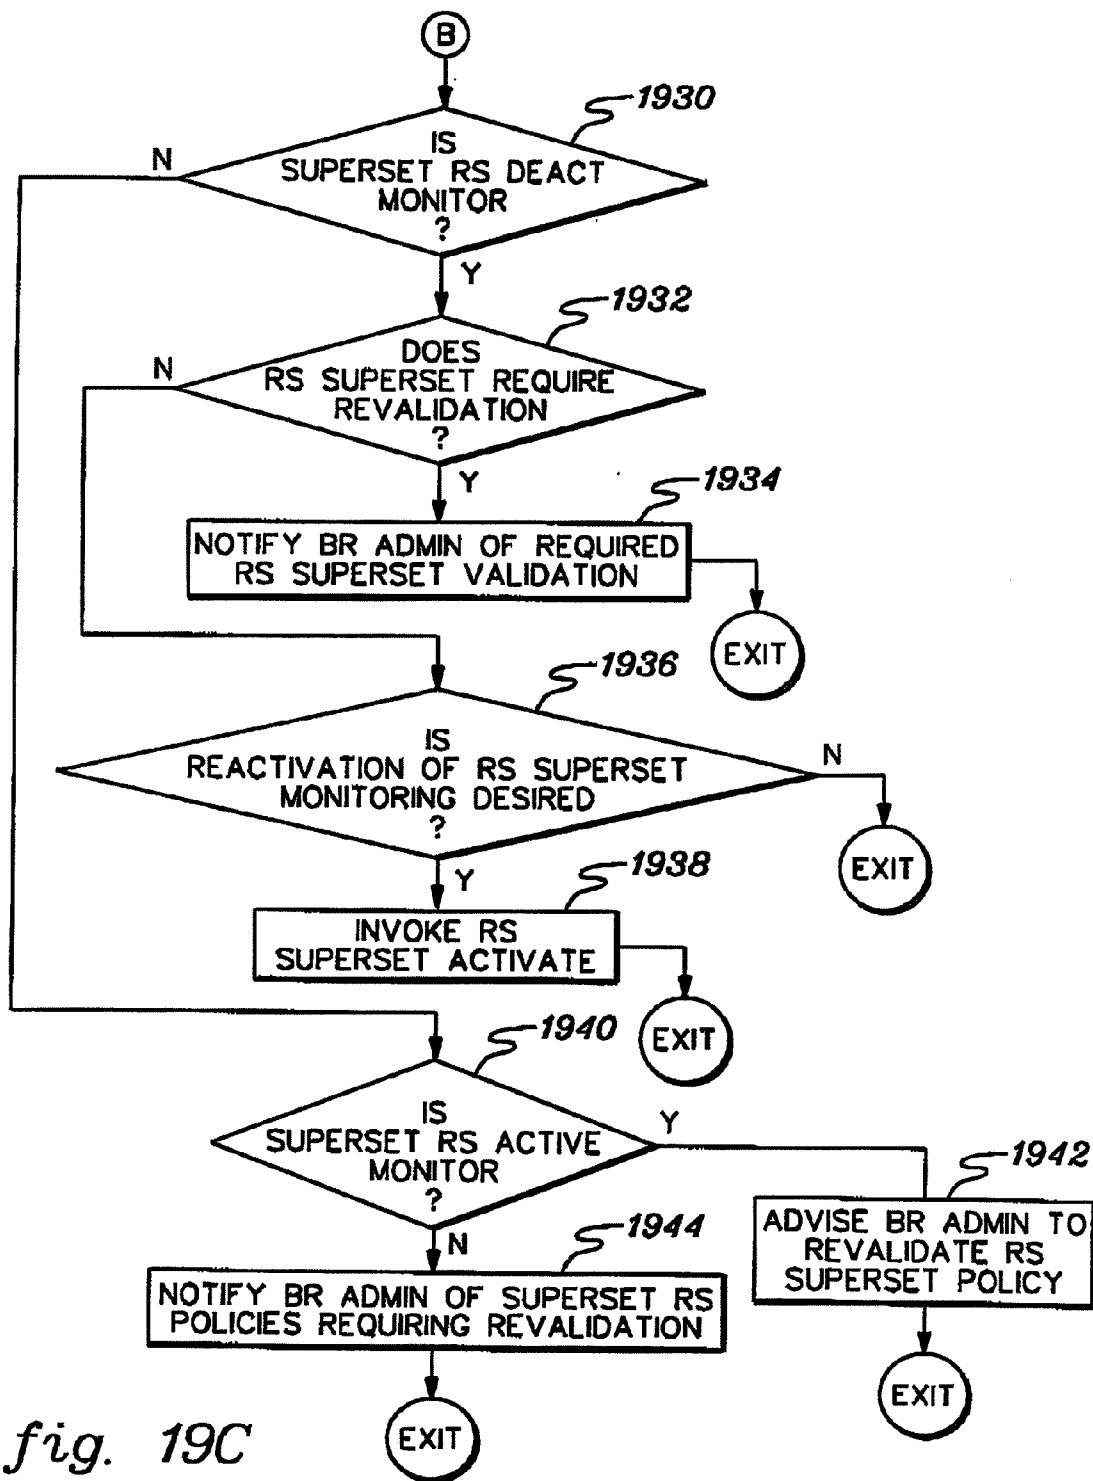 B
1930
IS
SUPERSET RS DEACT
MONITOR
?
N
Y
1932
DOES
RS SUPERSET REQUIRE
REVALIDATION
?
N
Y
1934
NOTIFY BR ADMIN OF REQUIRED
RS SUPERSET VALIDATION
EXIT
1936
IS
REACTIVATION OF RS SUPERSET
MONITORING DESIRED
?
N
EXIT
Y
1938
INVOKE RS
SUPERSET ACTIVATE
EXIT
1940
IS
SUPERSET RS ACTIVE
MONITOR
?
Y
1942
ADVISE BR ADMIN TO
REVALIDATE RS
SUPERSET POLICY
EXIT
N
1944
NOTIFY BR ADMIN OF SUPERSET RS
POLICIES REQUIRING REVALIDATION
EXIT
fig. 19C